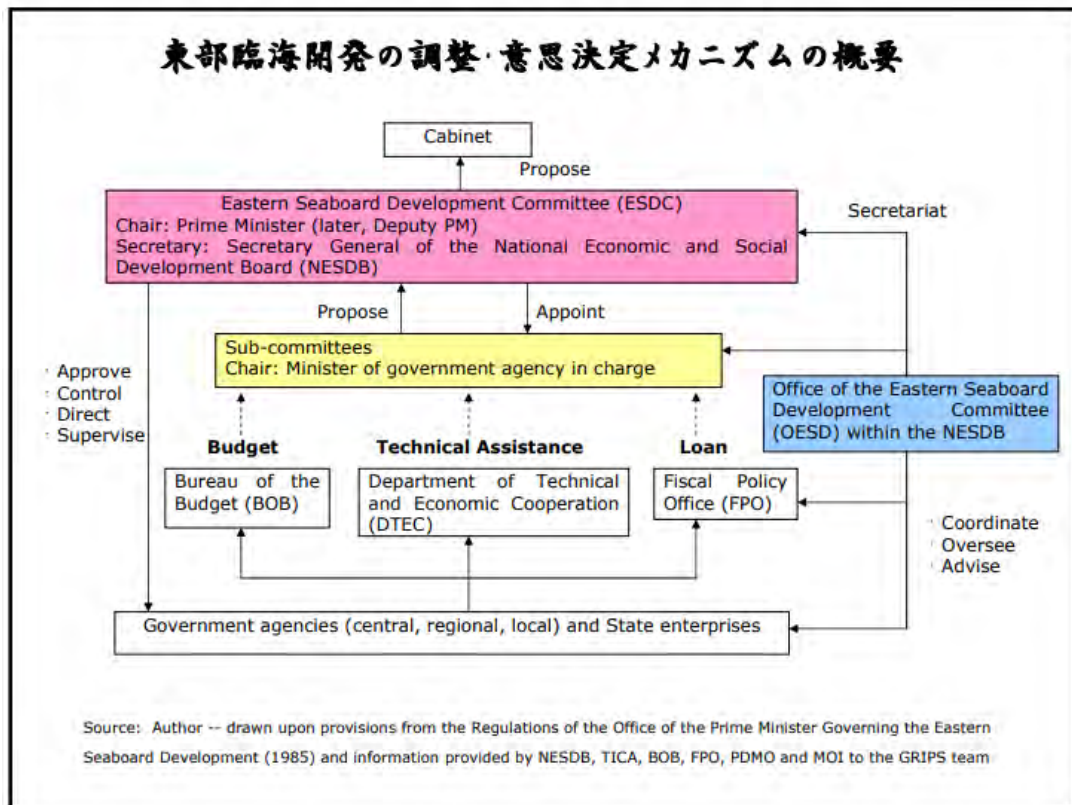 東部臨海開発の調整·意思決定メカニズムの概要
Cabinet
Propose
Eastern Seaboard Development Committee (ESDC)
Chair: Prime Minister (later, Deputy PM)
Secretary: Secretary General of the National Economic and Social
Development Board (NESDB)
Secretariat
Propose
Appoint
Sub-committees
Chair: Minister of government agency in charge
· Approve
· Control
· Direct
· Supervise
Office of the Eastern Seaboard
Development Committee
(OESD) within the NESDB
Budget
Technical Assistance
Loan
Bureau of the
Budget (BOB)
Department of Technical
and Economic Cooperation
(DTEC)
Fiscal Policy
Office (FPO)
· Coordinate
· Oversee
· Advise
Government agencies (central, regional, local) and State enterprises
Source: Author -- drawn upon provisions from the Regulations of the Office of the Prime Minister Governing the Eastern
Seaboard Development (1985) and information provided by NESDB, TICA, BOB, FPO, PDMO and MOI to the GRIPS team